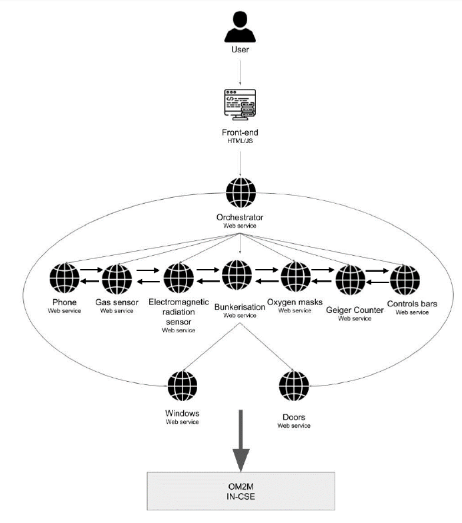 User
Front-end
HTML/JS
Orchestrator
Web service
Phone
Web service
Gas sensor
Web service
Electromagnetic
radiation
sensor
Web service
Bunkerisation
Web service
Oxygen masks
Web service
Geiger Counter
Web service
Controls bars
Web service
Windows
Web service
Doors
Web service
OM2M
IN-CSE